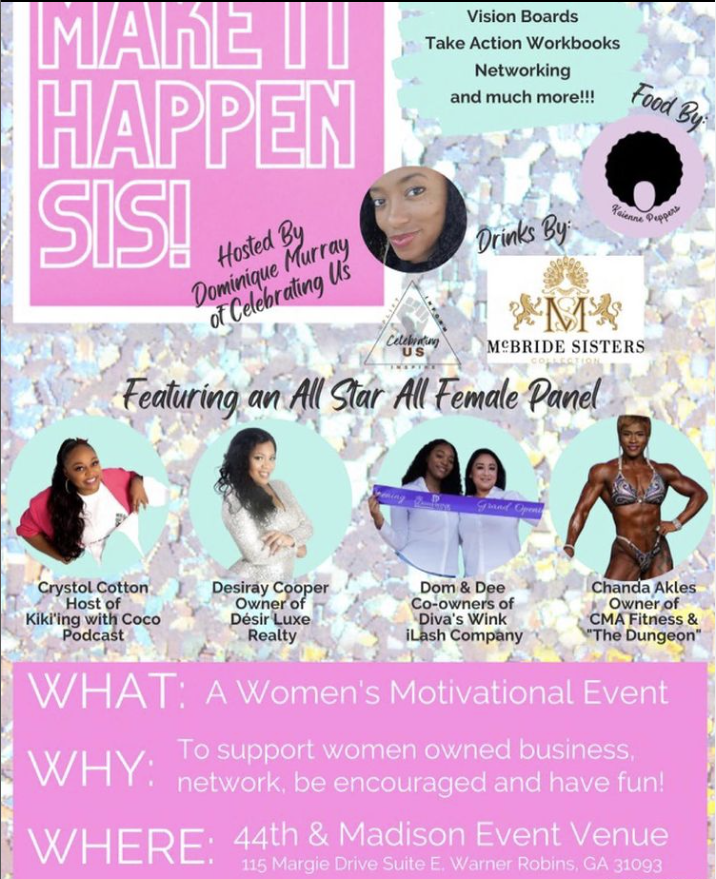 MAKE IT
HAPPEN
SIS!
Hosted By
Dominique Murray
of Celebrating Us
Vision Boards
Take Action Workbooks
Networking
and much more!!!
Food By:
Kaienne Peppers
Drinks By:
MS
McBRIDE SISTERS
COLLECTION
Celebrating
US
INSPIRE
Featuring an All Star All Female Panel
Grand Openi
Crystol Cotton
Host of
Kiki'ing with Coco
Podcast
Desiray Cooper
Owner of
Désir Luxe
Realty
Dom & Dee
Co-owners of
Diva's Wink
iLash Company
Chanda Akles
Owner of
CMA Fitness &
"The Dungeon"
WHAT: A Women's Motivational Event
WHY: To support women owned business,
network, be encouraged and have fun!
WHERE: 44th & Madison Event Venue
115 Margie Drive Suite E, Warner Robins, GA 31093